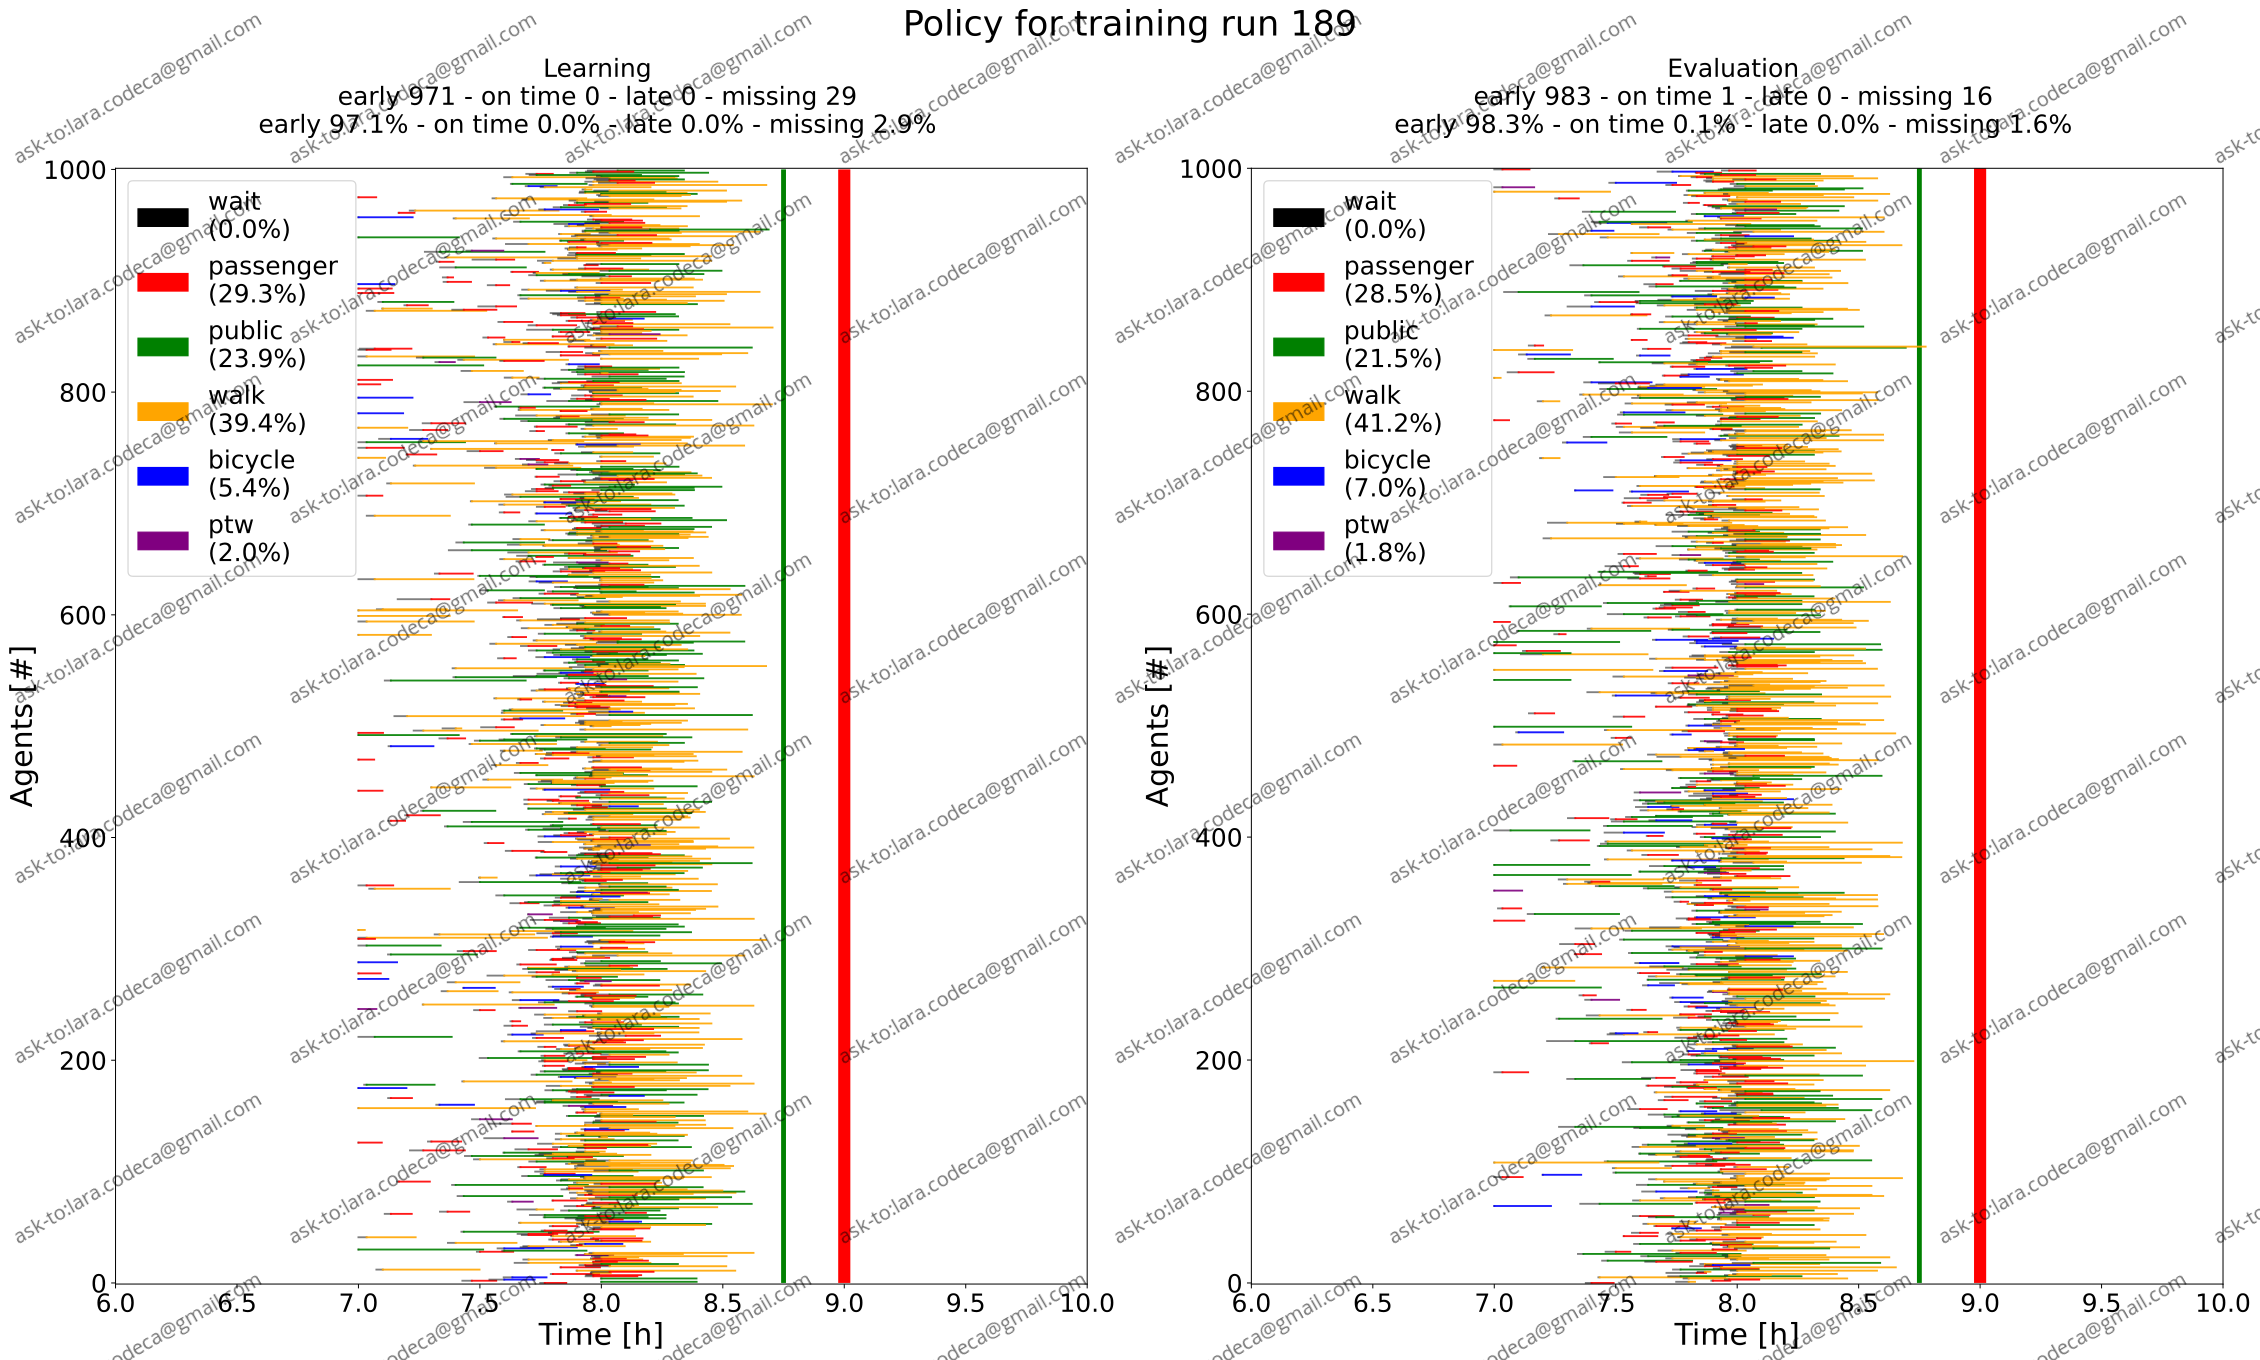 Policy for training run 189
Learning
early 971 - on time 0 - late 0 - missing 29
early 97.1% - on time 0.0% - late 0.0% - missing 2.9%
1000
800
600
400
200
0
Agents [#]
wait
(0.0%)
passenger
(29.3%)
public
(23.9%)
walk
(39.4%)
bicycle
(5.4%)
ptw
(2.0%)
6.0 6.5 7.0 7.5 8.0 8.5 9.0 9.5 10.0
Time [h]
Evaluation
early 983 - on time 1 - late 0 - missing 16
early 98.3% - on time 0.1% - late 0.0% - missing 1.6%
1000
800
600
400
200
0
Agents [#]
wait
(0.0%)
passenger
(28.5%)
public
(21.5%)
walk
(41.2%)
bicycle
(7.0%)
ptw
(1.8%)
6.0 6.5 7.0 7.5 8.0 8.5 9.0 9.5 10.0
Time [h]
ask-to:lara.codeca@gmail.com